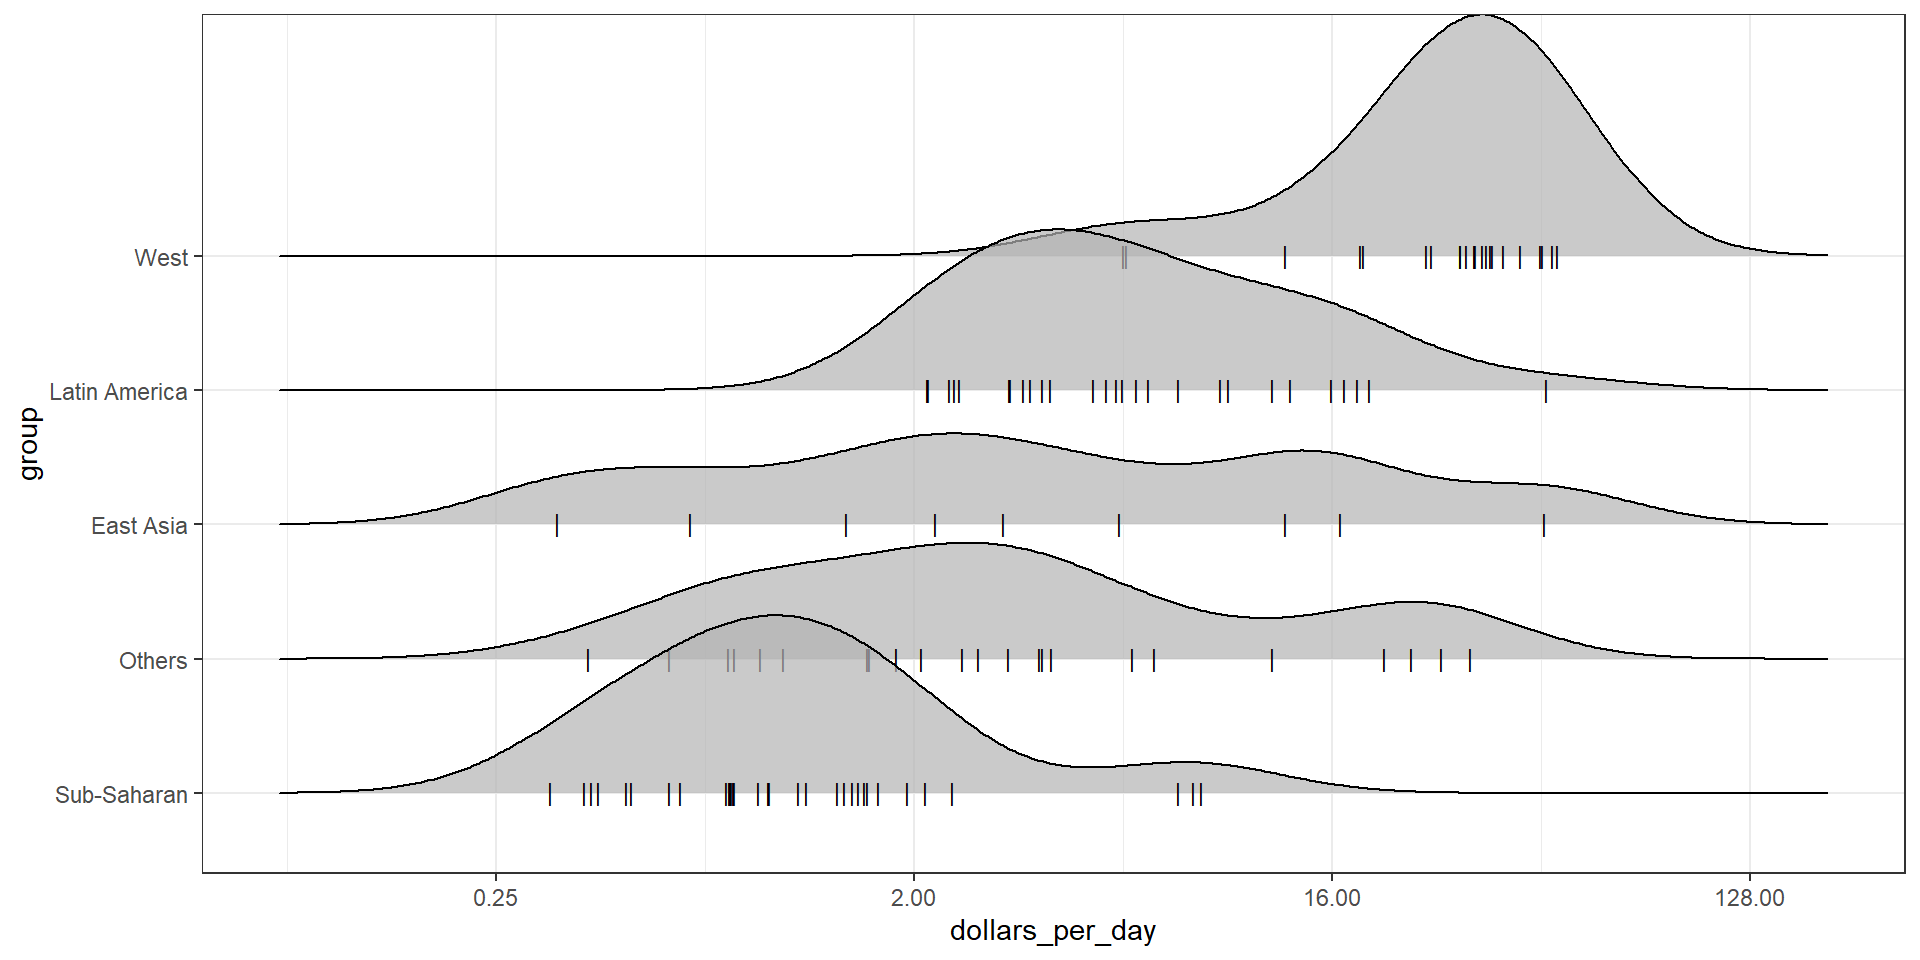 West
Latin America
East Asia
Others
Sub-Saharan
group
0.25 2.00 16.00 128.00
dollars_per_day